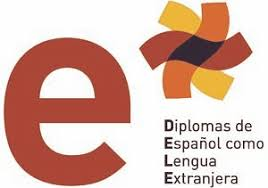 e
Diplomas de
Español como
Lengua
Extranjera